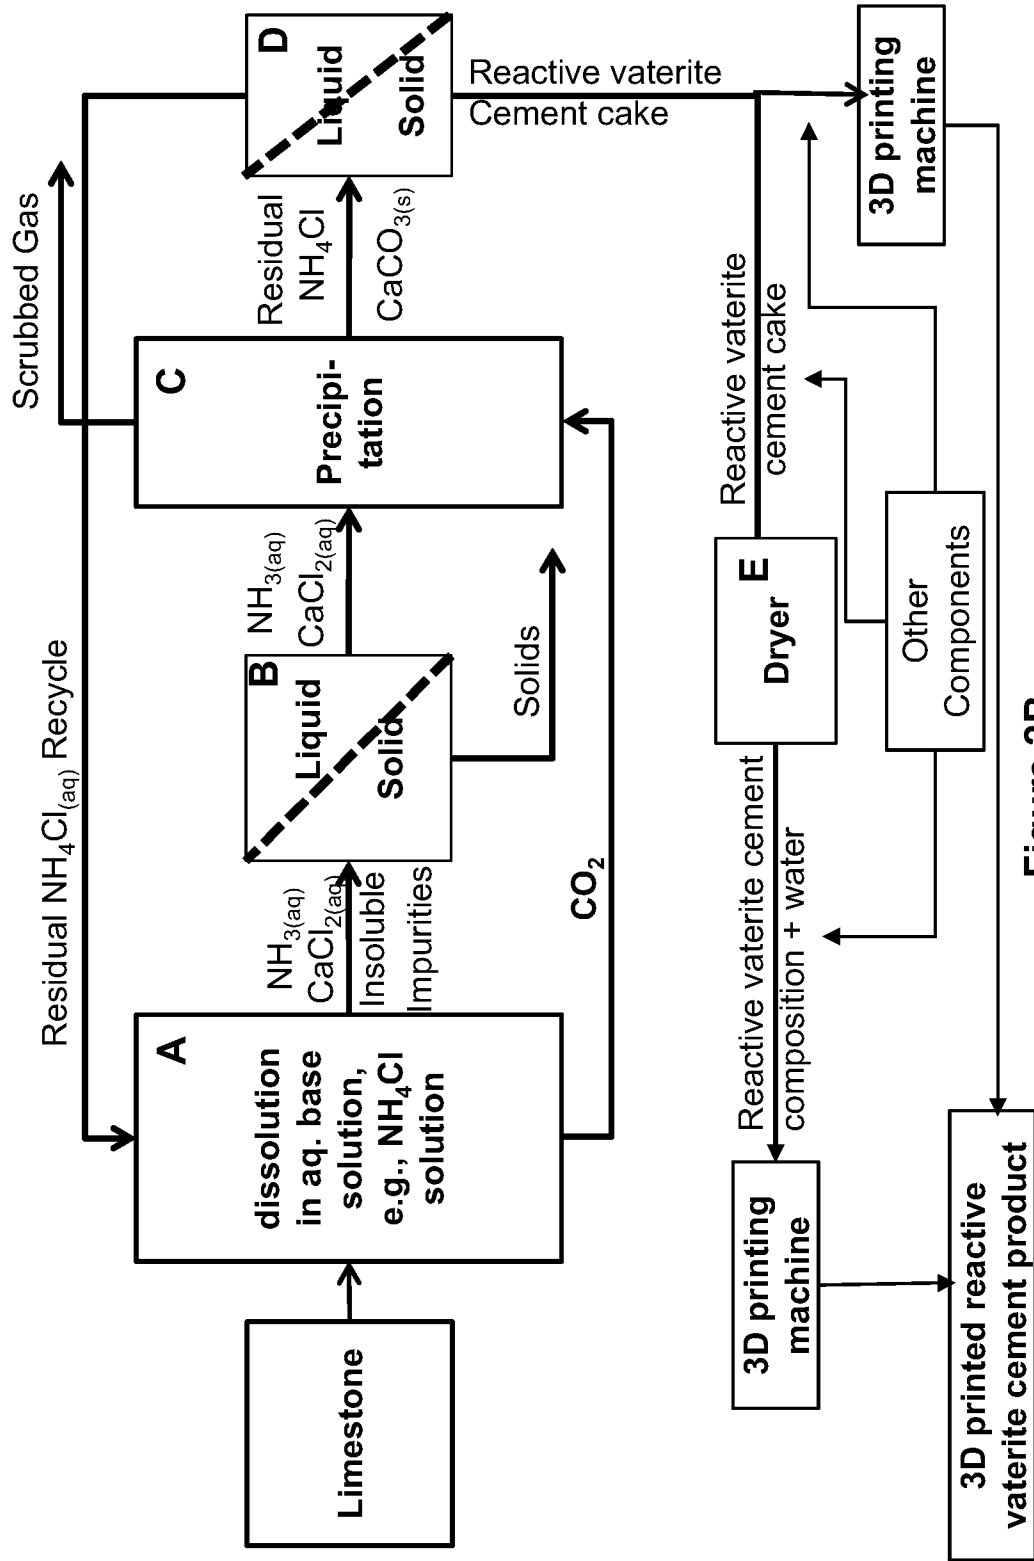 Limestone
A
dissolution
in aq. base
solution,
e.g., NH₄Cl
solution
Residual NH₄Cl₍aq₎ Recycle
NH₃₍aq₎
CaCl₂₍aq₎
Insoluble
Impurities
B
Liquid
Solid
Solids
NH₃₍aq₎
CaCl₂₍aq₎
CO₂
C
Precipi-
tation
Scrubbed Gas
Residual
NH₄Cl
CaCO₃₍s₎
D
Liquid
Solid
Reactive vaterite
Cement cake
3D printing
machine
Reactive vaterite
cement cake
E
Dryer
Other
Components
Reactive vaterite cement
composition + water
3D printing
machine
3D printed reactive
vaterite cement product